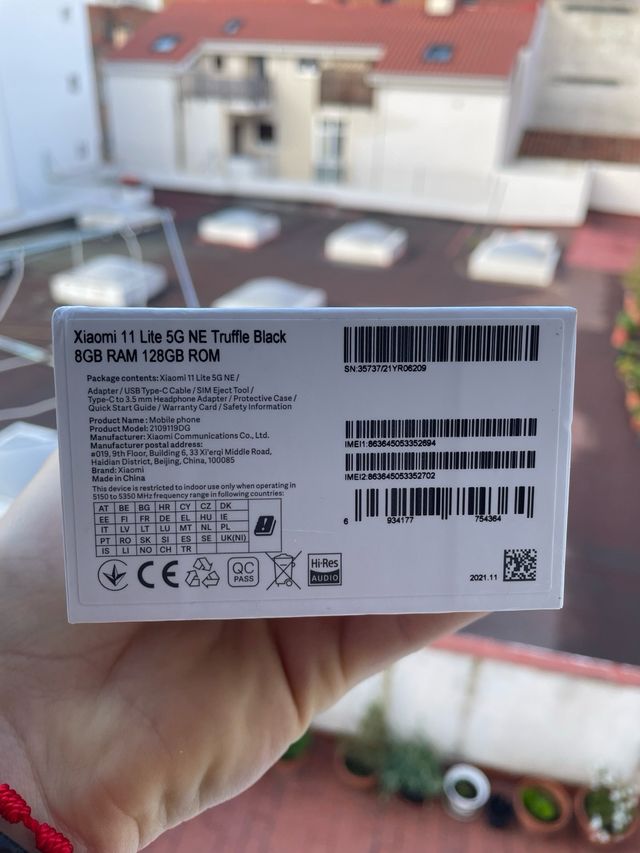 Xiaomi 11 Lite 5G NE Truffle Black
8GB RAM 128GB ROM
Package contents: Xiaomi 11 Lite 5G NE /
Adapter / USB Type-C Cable / SIM Eject Tool /
Type-C to 3.5 mm Headphone Adapter / Protective Case /
Quick Start Guide / Warranty Card / Safety Information
Product Name: Mobile phone
Product Model: 2109119DG
Manufacturer: Xiaomi Communications Co., Ltd.
Manufacturer postal address:
#019, 9th Floor, Building 6, 33 Xi'erqi Middle Road,
Haidian District, Beijing, China, 100085
Brand: Xiaomi
Made in China
This device is restricted to indoor use only when operating in
5150 to 5350 MHz frequency range in following countries:
AT BE BG HR CY CZ DK
EE FI FR DE EL HU IE
IT LV LT LU MT NL PL
PT RO SK SI ES SE UK(NI)
IS LI NO CH TR
CE
QC
PASS
Hi-Res
AUDIO
SN:35737/21YR06209
IMEI1:863645053352694
IMEI2:863645053352702
6 934177 754364
2021.11